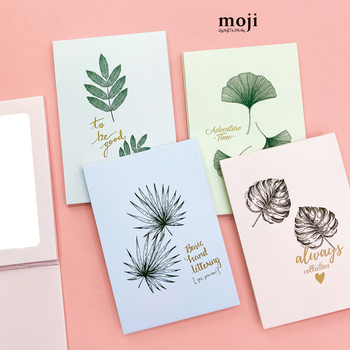 moji
to
be
good
Adventure
Time
Basic
hand
lettering
always
collection